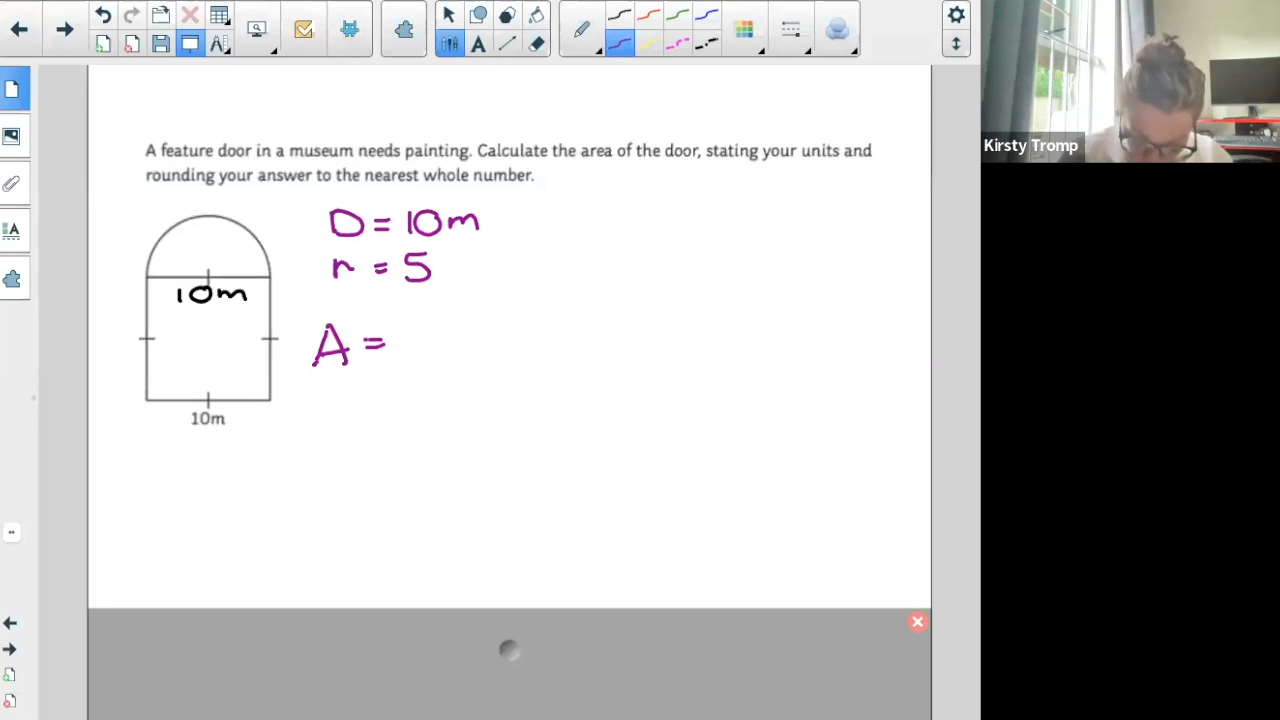 Kirsty Tromp
A feature door in a museum needs painting. Calculate the area of the door, stating your units and
rounding your answer to the nearest whole number.
D = 10m
r = 5
10m
A =
10m